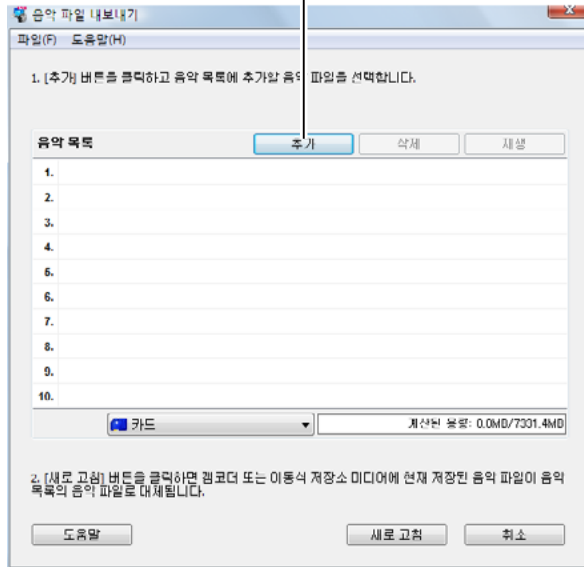 음악 파일 내보내기
파일(F) 도움말(H)
1. [추가] 버튼을 클릭하고 음악 목록에 추가할 음악 파일을 선택합니다.
음악 목록 추가 삭제 재생
1.
2.
3.
4.
5.
6.
7.
8.
9.
10.
카드 계산된 용량: 0.0MB/7331.4MB
2. [새로 고침] 버튼을 클릭하면 캠코더 또는 이동식 저장소 미디어에 현재 저장된 음악 파일이 음악
목록의 음악 파일로 대체됩니다.
도움말 새로 고침 취소